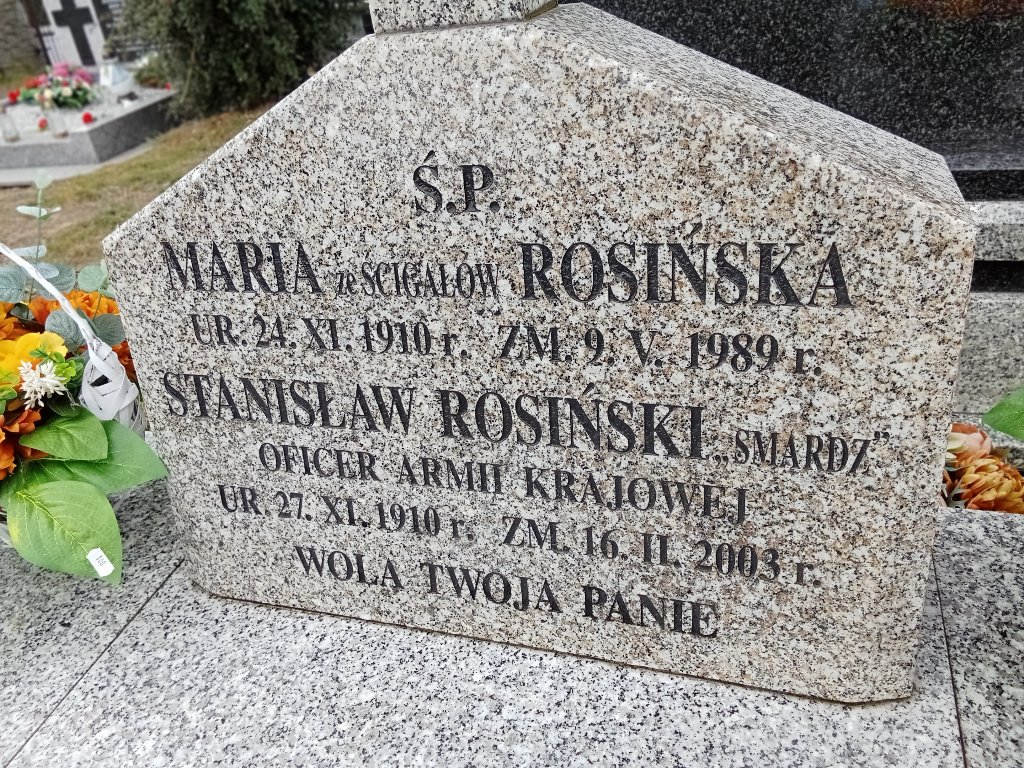 Ś.P.
MARIA ze ŚCIGAŁÓW ROSIŃSKA
UR. 24. XI. 1910 r. ZM. 9. V. 1989 r.
STANISŁAW ROSIŃSKI „SMARDZ”
OFICER ARMII KRAJOWEJ
UR. 27. XI. 1910 r. ZM. 16. II. 2003 r.
WOLA TWOJA PANIE